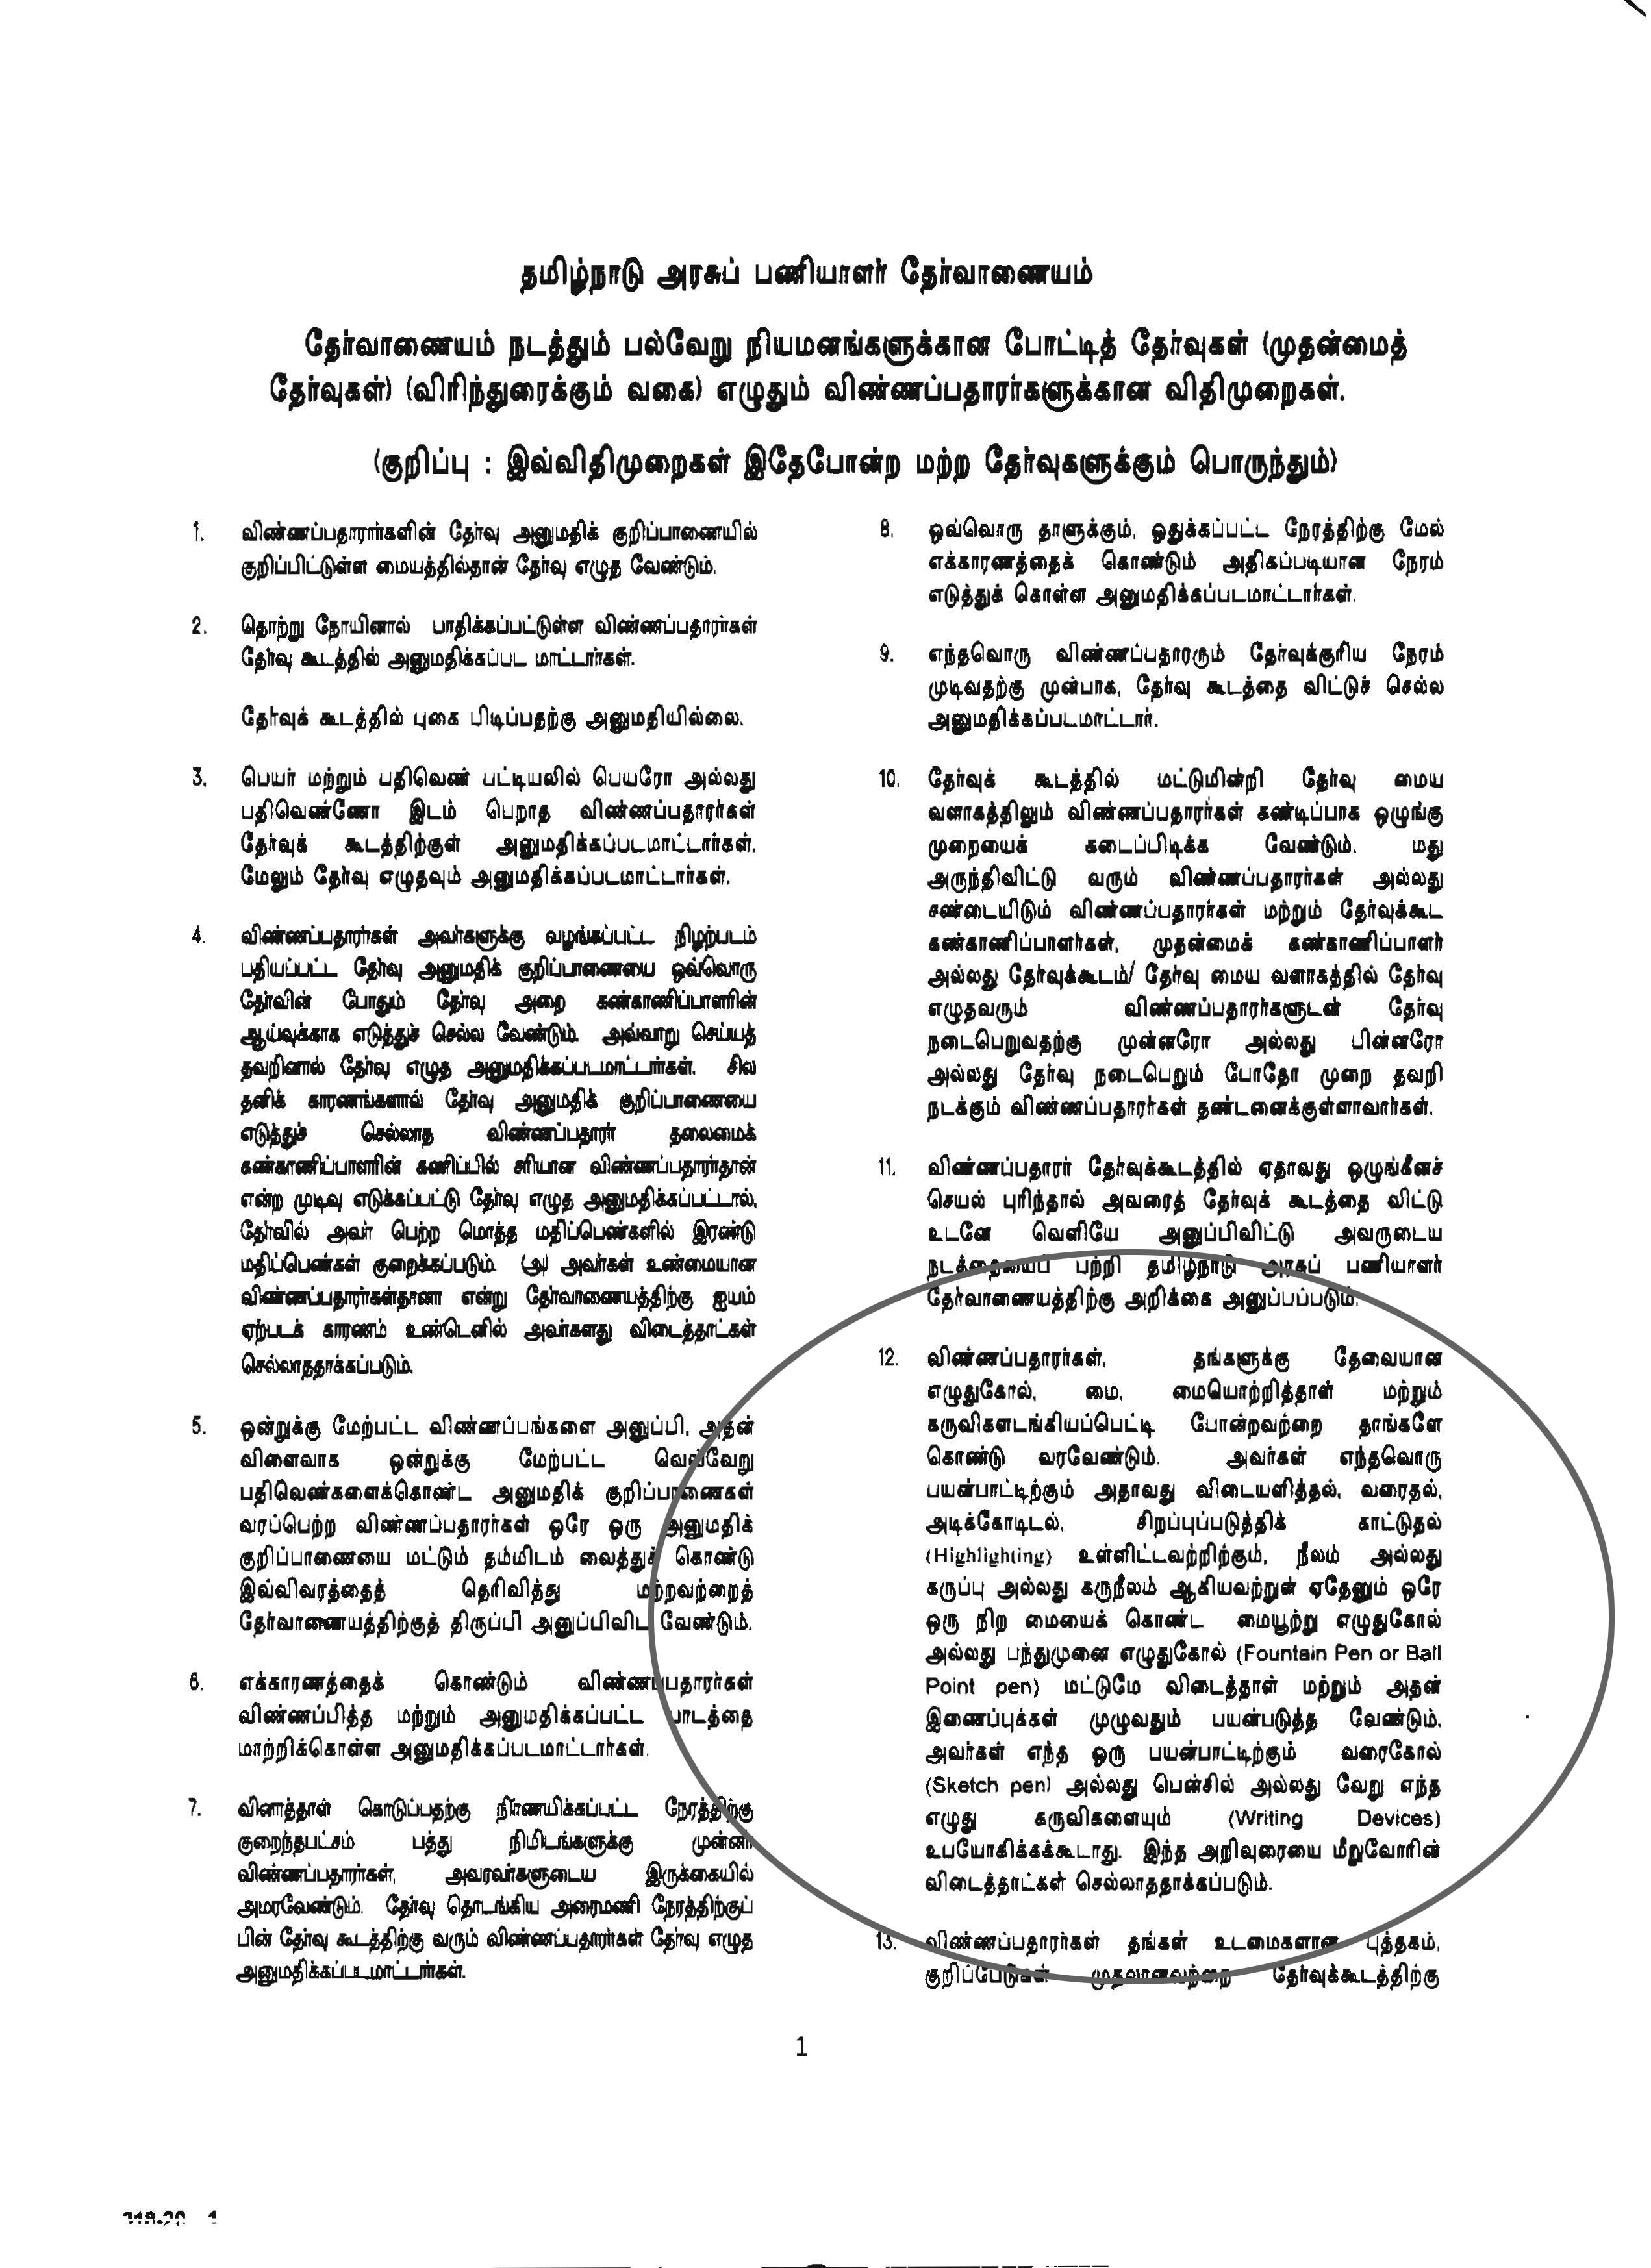 தமிழ்நாடு அரசுப் பணியாளர் தேர்வாணையம்
தேர்வாணையம் நடத்தும் பல்வேறு நியமனங்களுக்கான போட்டித் தேர்வுகள் (முதன்மைத்
தேர்வுகள்) (விரிந்துரைக்கும் வகை) எழுதும் விண்ணப்பதாரர்களுக்கான விதிமுறைகள்.
(குறிப்பு : இவ்விதிமுறைகள் இதேபோன்ற மற்ற தேர்வுகளுக்கும் பொருந்தும்)
1. விண்ணப்பதாரர்களின் தேர்வு அனுமதிக் குறிப்பாணையில்
குறிப்பிட்டுள்ள மையத்தில்தான் தேர்வு எழுத வேண்டும்.
2. தொற்று நோயினால் பாதிக்கப்பட்டுள்ள விண்ணப்பதாரர்கள்
தேர்வு கூடத்தில் அனுமதிக்கப்பட மாட்டார்கள்.
தேர்வுக் கூடத்தில் புகை பிடிப்பதற்கு அனுமதியில்லை.
3. பெயர் மற்றும் பதிவெண் பட்டியலில் பெயரோ அல்லது
பதிவெண்ணோ இடம் பெறாத விண்ணப்பதாரர்கள்
தேர்வுக் கூடத்திற்குள் அனுமதிக்கப்படமாட்டார்கள்.
மேலும் தேர்வு எழுதவும் அனுமதிக்கப்படமாட்டார்கள்.
4. விண்ணப்பதாரர்கள் அவர்களுக்கு வழங்கப்பட்ட நிழற்படம்
பதியப்பட்ட தேர்வு அனுமதிக் குறிப்பாணையை ஒவ்வொரு
தேர்வின் போதும் தேர்வு அறை கண்காணிப்பாளரின்
ஆய்வுக்காக எடுத்துச் செல்ல வேண்டும். அவ்வாறு செய்யத்
தவறினால் தேர்வு எழுத அனுமதிக்கப்படமாட்டார்கள். சில
தனிக் காரணங்களால் தேர்வு அனுமதிக் குறிப்பாணையை
எடுத்துச் செல்லாத விண்ணப்பதாரர் தலைமைக்
கண்காணிப்பாளரின் கணிப்பில் சரியான விண்ணப்பதாரர்தான்
என்ற முடிவு எடுக்கப்பட்டு தேர்வு எழுத அனுமதிக்கப்பட்டால்,
தேர்வில் அவர் பெற்ற மொத்த மதிப்பெண்களில் இரண்டு
மதிப்பெண்கள் குறைக்கப்படும். (அ) அவர்கள் உண்மையான
விண்ணப்பதாரர்கள்தானா என்று தேர்வாணையத்திற்கு ஐயம்
ஏற்படக் காரணம் உண்டெனில் அவர்களது விடைத்தாட்கள்
செல்லாததாக்கப்படும்.
5. ஒன்றுக்கு மேற்பட்ட விண்ணப்பங்களை அனுப்பி, அதன்
விளைவாக ஒன்றுக்கு மேற்பட்ட வெவ்வேறு
பதிவெண்களைக்கொண்ட அனுமதிக் குறிப்பாணைகள்
வரப்பெற்ற விண்ணப்பதாரர்கள் ஒரே ஒரு அனுமதிக்
குறிப்பாணையை மட்டும் தம்மிடம் வைத்துக் கொண்டு
இவ்விவரத்தைத் தெரிவித்து மற்றவற்றைத்
தேர்வாணையத்திற்குத் திருப்பி அனுப்பிவிட வேண்டும்.
6. எக்காரணத்தைக் கொண்டும் விண்ணப்பதாரர்கள்
விண்ணப்பித்த மற்றும் அனுமதிக்கப்பட்ட பாடத்தை
மாற்றிக்கொள்ள அனுமதிக்கப்படமாட்டார்கள்.
7. வினாத்தாள் கொடுப்பதற்கு நிர்ணயிக்கப்பட்ட நேரத்திற்கு
குறைந்தபட்சம் பத்து நிமிடங்களுக்கு முன்னர்
விண்ணப்பதாரர்கள், அவரவர்களுடைய இருக்கையில்
அமரவேண்டும். தேர்வு தொடங்கிய அரைமணி நேரத்திற்குப்
பின் தேர்வு கூடத்திற்கு வரும் விண்ணப்பதாரர்கள் தேர்வு எழுத
அனுமதிக்கப்படமாட்டார்கள்.
8. ஒவ்வொரு தாளுக்கும், ஒதுக்கப்பட்ட நேரத்திற்கு மேல்
எக்காரணத்தைக் கொண்டும் அதிகப்படியான நேரம்
எடுத்துக் கொள்ள அனுமதிக்கப்படமாட்டார்கள்.
9. எந்தவொரு விண்ணப்பதாரரும் தேர்வுக்குரிய நேரம்
முடிவதற்கு முன்பாக, தேர்வு கூடத்தை விட்டுச் செல்ல
அனுமதிக்கப்படமாட்டார்.
10. தேர்வுக் கூடத்தில் மட்டுமின்றி தேர்வு மைய
வளாகத்திலும் விண்ணப்பதாரர்கள் கண்டிப்பாக ஒழுங்கு
முறையைக் கடைப்பிடிக்க வேண்டும். மது
அருந்திவிட்டு வரும் விண்ணப்பதாரர்கள் அல்லது
சண்டையிடும் விண்ணப்பதாரர்கள் மற்றும் தேர்வுக்கூட
கண்காணிப்பாளர்கள், முதன்மைக் கண்காணிப்பாளர்
அல்லது தேர்வுக்கூடம்/ தேர்வு மைய வளாகத்தில் தேர்வு
எழுதவரும் விண்ணப்பதாரர்களுடன் தேர்வு
நடைபெறுவதற்கு முன்னரோ அல்லது பின்னரோ
அல்லது தேர்வு நடைபெறும் போதோ முறை தவறி
நடக்கும் விண்ணப்பதாரர்கள் தண்டனைக்குள்ளாவார்கள்.
11. விண்ணப்பதாரர் தேர்வுக்கூடத்தில் ஏதாவது ஒழுங்கீனச்
செயல் புரிந்தால் அவரைத் தேர்வுக் கூடத்தை விட்டு
உடனே வெளியே அனுப்பிவிட்டு அவருடைய
நடத்தையைப் பற்றி தமிழ்நாடு அரசுப் பணியாளர்
தேர்வாணையத்திற்கு அறிக்கை அனுப்பப்படும்.
12. விண்ணப்பதாரர்கள், தங்களுக்கு தேவையான
எழுதுகோல், மை, மையொற்றித்தாள் மற்றும்
கருவிகளடங்கியப்பெட்டி போன்றவற்றை தாங்களே
கொண்டு வரவேண்டும். அவர்கள் எந்தவொரு
பயன்பாட்டிற்கும் அதாவது விடையளித்தல், வரைதல்,
அடிக்கோடிடல், சிறப்புப்படுத்திக் காட்டுதல்
(Highlighting) உள்ளிட்டவற்றிற்கும், நீலம் அல்லது
கருப்பு அல்லது கருநீலம் ஆகியவற்றுள் ஏதேனும் ஒரே
ஒரு நிற மையைக் கொண்ட மையூற்று எழுதுகோல்
அல்லது பந்துமுனை எழுதுகோல் (Fountain Pen or Ball
Point pen) மட்டுமே விடைத்தாள் மற்றும் அதன்
இணைப்புக்கள் முழுவதும் பயன்படுத்த வேண்டும்.
அவர்கள் எந்த ஒரு பயன்பாட்டிற்கும் வரைகோல்
(Sketch pen) அல்லது பென்சில் அல்லது வேறு எந்த
எழுது கருவிகளையும் (Writing Devices)
உபயோகிக்கக்கூடாது. இந்த அறிவுரையை மீறுவோரின்
விடைத்தாட்கள் செல்லாததாக்கப்படும்.
13. விண்ணப்பதாரர்கள் தங்கள் உடமைகளான புத்தகம்,
குறிப்பேடுகள் முதலானவற்றை தேர்வுக்கூடத்திற்கு
1